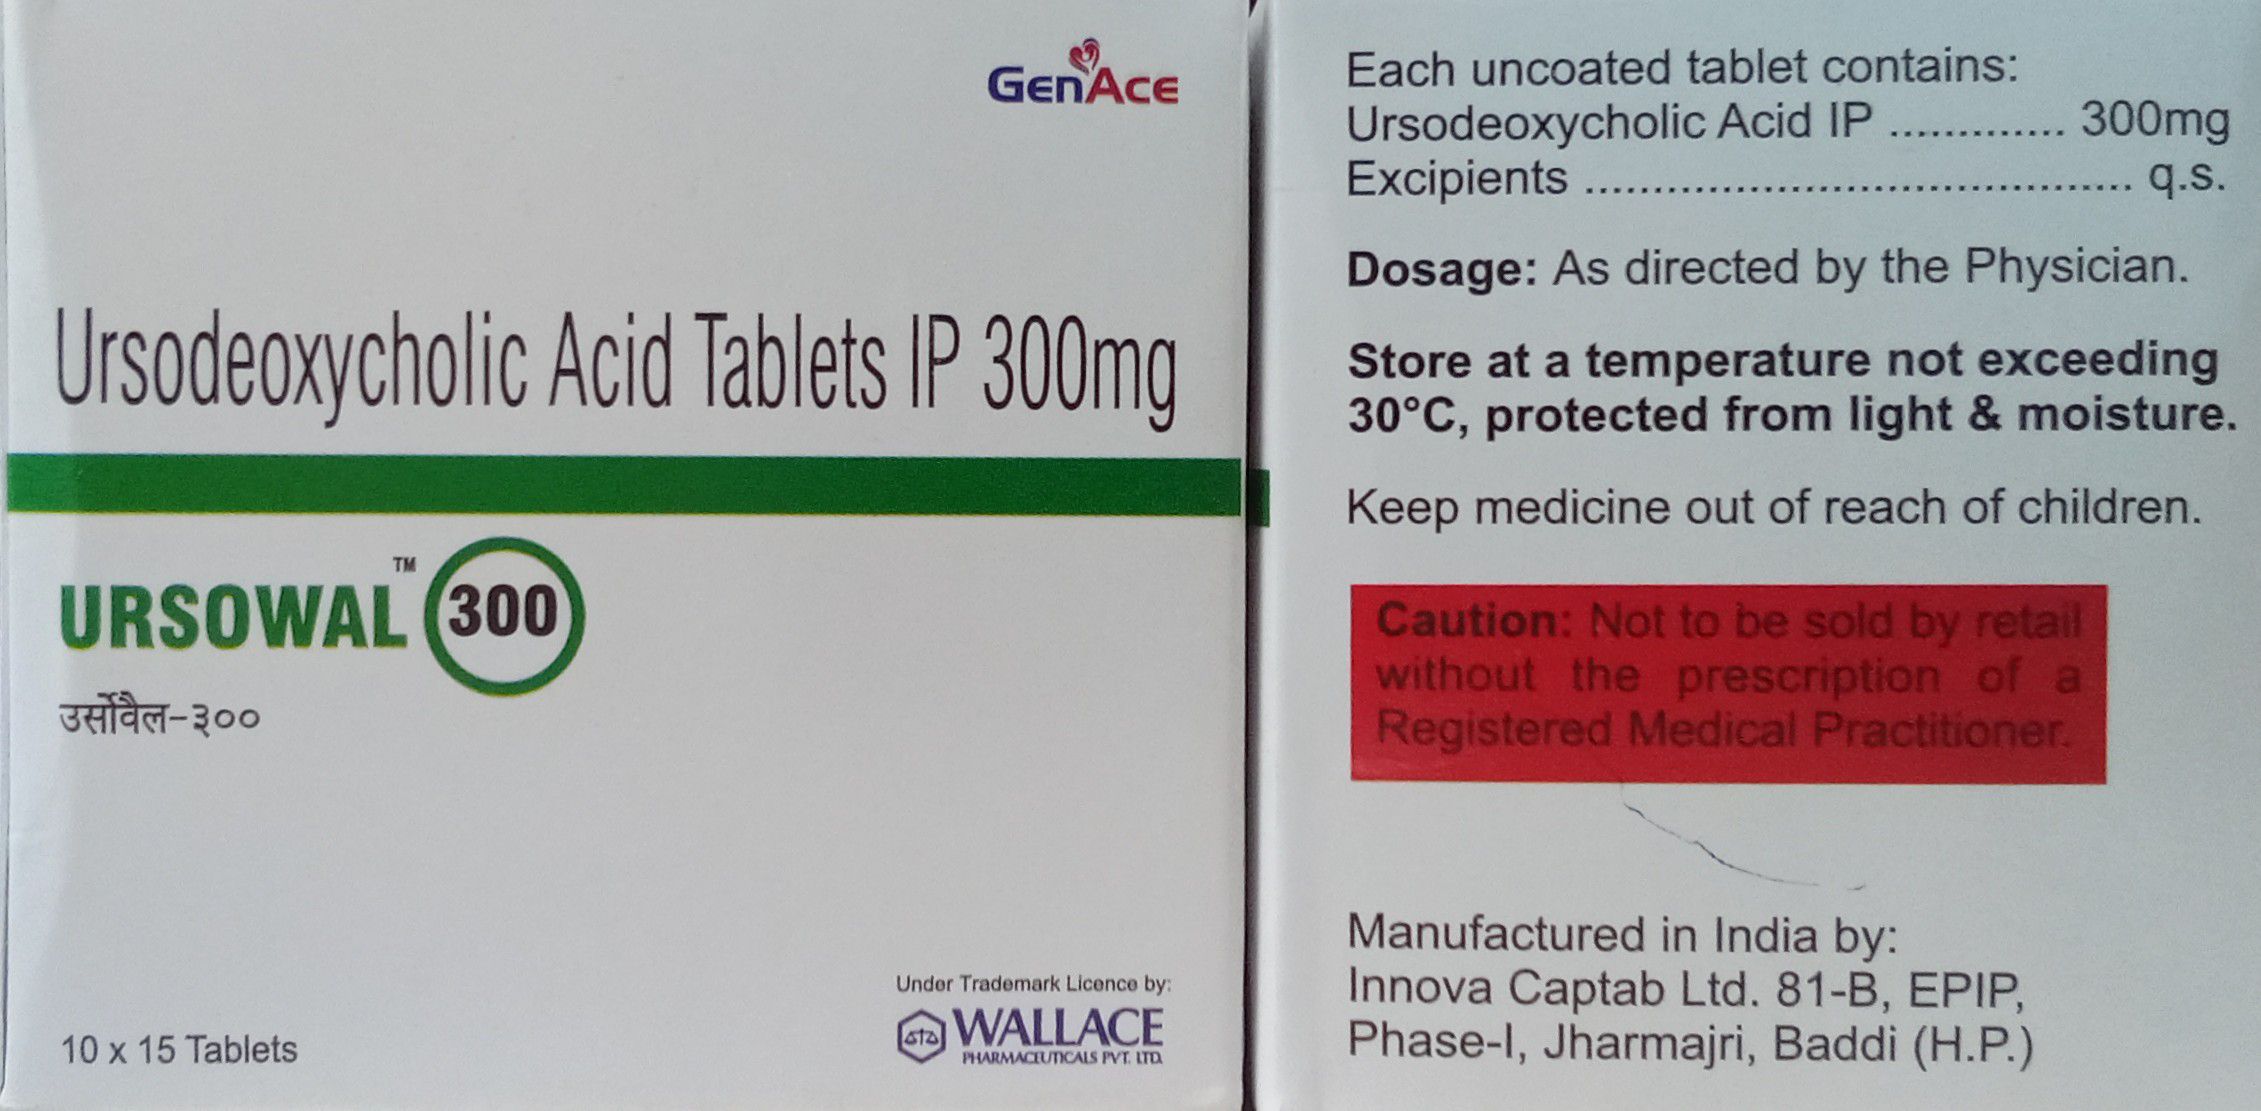 GenAce
Ursodeoxycholic Acid Tablets IP 300mg
URSOWAL™ 300
उर्सोवैल-३००
10 x 15 Tablets
Under Trademark Licence by:
WALLACE
PHARMACEUTICALS PVT. LTD.
Each uncoated tablet contains:
Ursodeoxycholic Acid IP ............. 300mg
Excipients ......................................... q.s.
Dosage: As directed by the Physician.
Store at a temperature not exceeding
30°C, protected from light & moisture.
Keep medicine out of reach of children.
Caution: Not to be sold by retail
without the prescription of a
Registered Medical Practitioner.
Manufactured in India by:
Innova Captab Ltd. 81-B, EPIP,
Phase-I, Jharmajri, Baddi (H.P.)